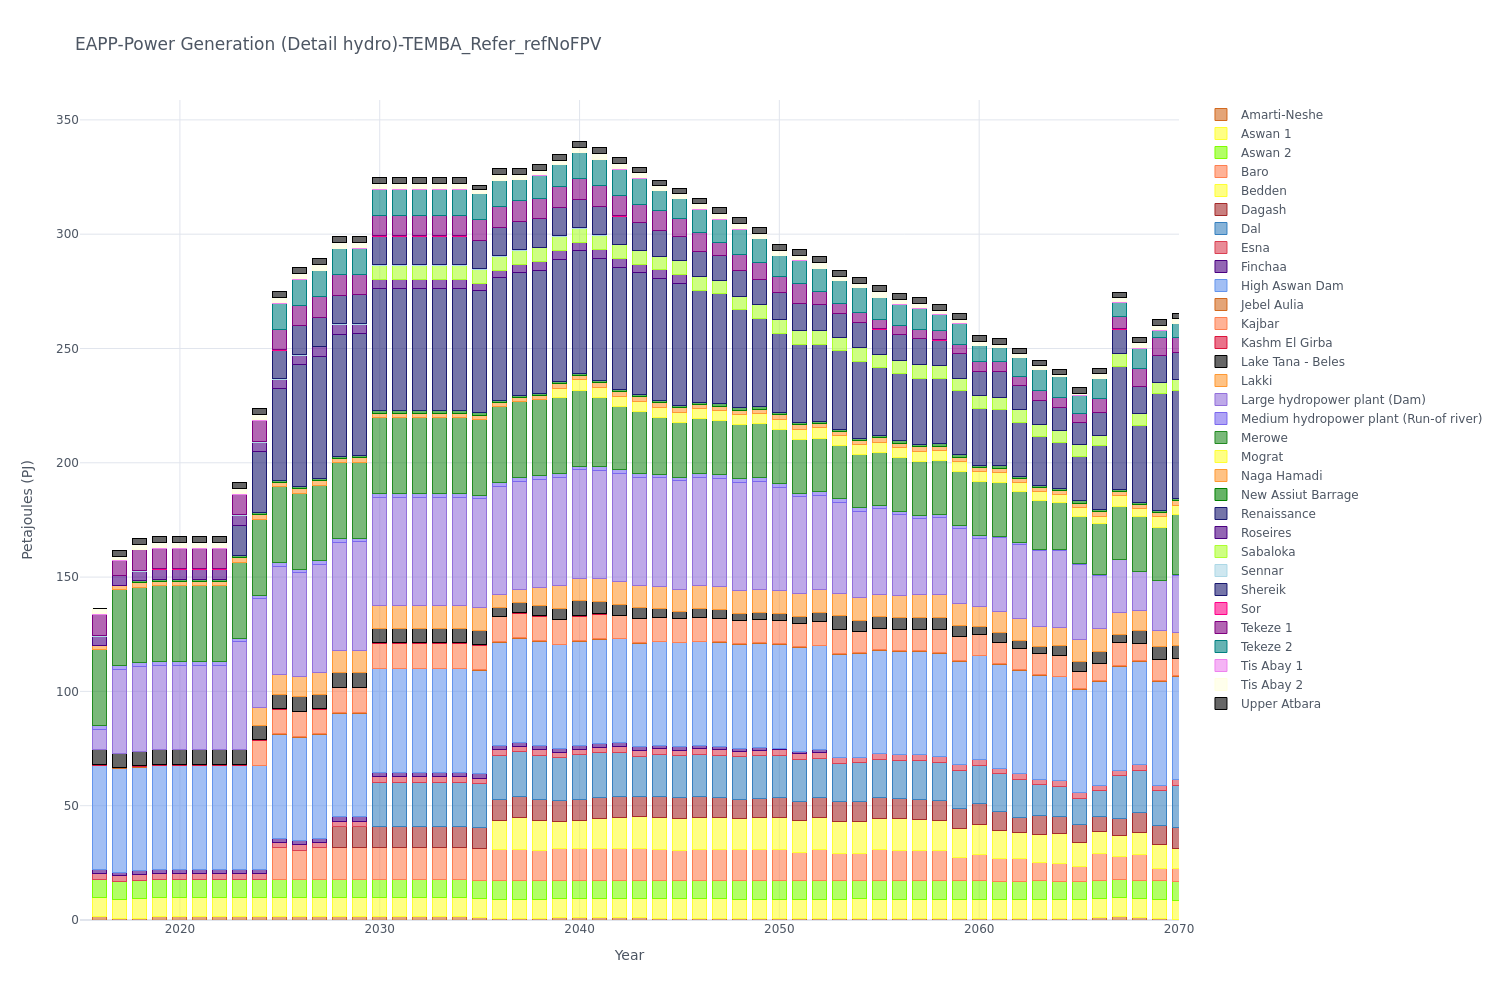 EAPP-Power Generation (Detail hydro)-TEMBA_Refer_refNoFPV
350
300
250
200
150
100
50
0
Petajoules (PJ)
2020
2030
2040
2050
2060
2070
Year
Amarti-Neshe
Aswan 1
Aswan 2
Baro
Bedden
Dagash
Dal
Esna
Finchaa
High Aswan Dam
Jebel Aulia
Kajbar
Kashm El Girba
Lake Tana - Beles
Lakki
Large hydropower plant (Dam)
Medium hydropower plant (Run-of river)
Merowe
Mograt
Naga Hamadi
New Assiut Barrage
Renaissance
Roseires
Sabaloka
Sennar
Shereik
Sor
Tekeze 1
Tekeze 2
Tis Abay 1
Tis Abay 2
Upper Atbara